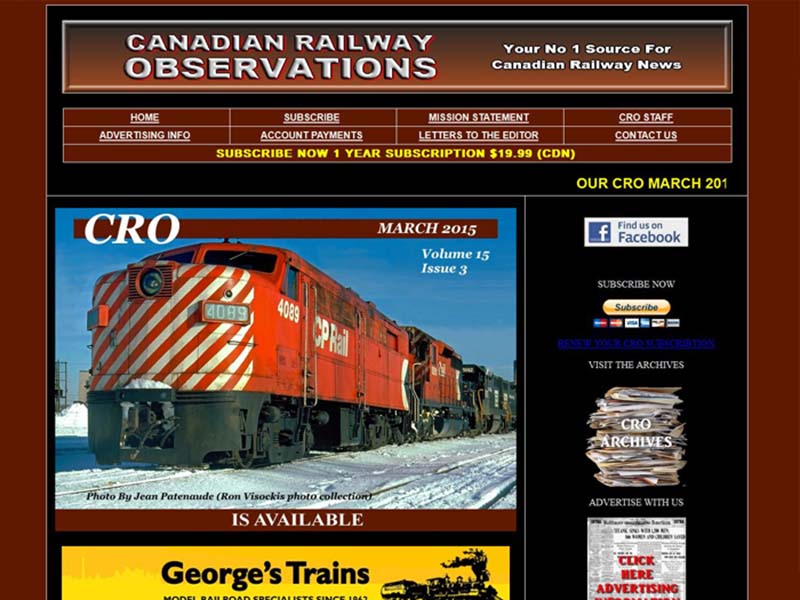 CANADIAN RAILWAY
OBSERVATIONS
Your No 1 Source For
Canadian Railway News
HOME
SUBSCRIBE
MISSION STATEMENT
CRO STAFF
ADVERTISING INFO
ACCOUNT PAYMENTS
LETTERS TO THE EDITOR
CONTACT US
SUBSCRIBE NOW 1 YEAR SUBSCRIPTION $19.99 (CDN)
OUR CRO MARCH 201
CRO
MARCH 2015
Volume 15
Issue 3
4089
4089
CP Rail
Photo By Jean Patenaude (Ron Visockis photo collection)
IS AVAILABLE
George's Trains
MODEL RAILROAD SPECIALISTS SINCE 1962
Find us on
Facebook
SUBSCRIBE NOW
Subscribe
VISA
RENEW YOUR CRO SUBSCRIBTION
VISIT THE ARCHIVES
CRO
ARCHIVES
ADVERTISE WITH US
CLICK
HERE
ADVERTISING